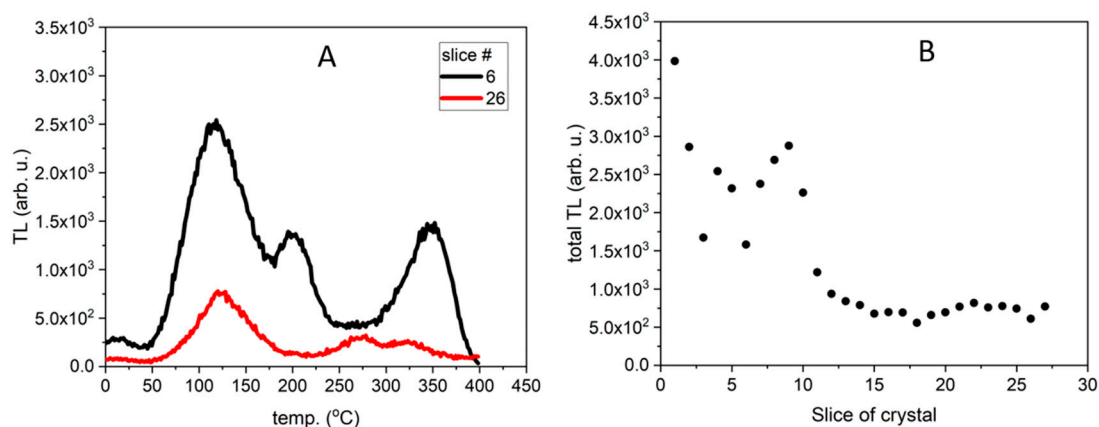 A
slice #
6
26
TL (arb. u.)
3.5x10³
3.0x10³
2.5x10³
2.0x10³
1.5x10³
1.0x10³
5.0x10²
0.0
0 50 100 150 200 250 300 350 400 450
temp. (°C)
B
total TL (arb. u.)
4.5x10³
4.0x10³
3.5x10³
3.0x10³
2.5x10³
2.0x10³
1.5x10³
1.0x10³
5.0x10²
0.0
0 5 10 15 20 25 30
Slice of crystal